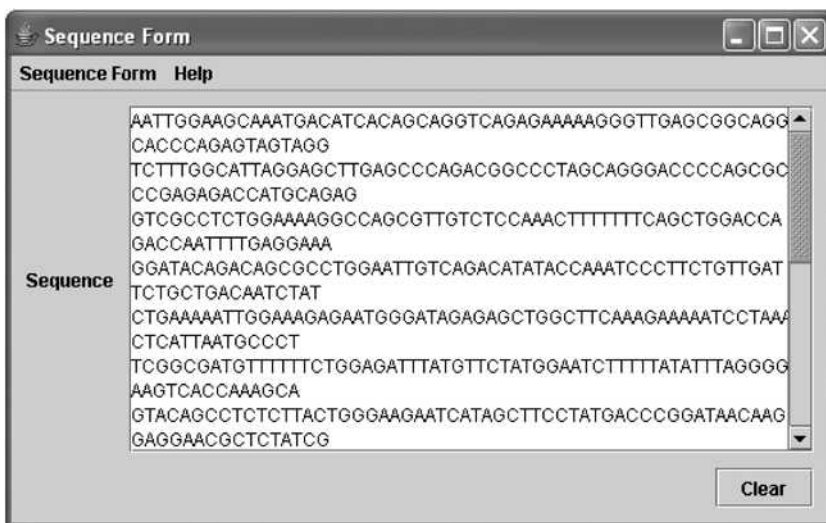 Sequence Form
Sequence Form Help
AATTGGAAGCAAATGACATCACAGCAGGTCAGAGAAAAAGGGTTGAGCGGCAGG
CACCCAGAGTAGTAGG
TCTTTGGCATTAGGAGCTTGAGCCCAGACGGCCCTAGCAGGGACCCCAGCGC
CCGAGAGACCATGCAGAG
GTCGCCTCTGGAAAAGGCCAGCGTTGTCTCCAAACTTTTTTTCAGCTGGACCA
GACCAATTTTGAGGAAA
GGATACAGACAGCGCCTGGAATTGTCAGACATATACCAAATCCCTTCTGTTGAT
TCTGCTGACAATCTAT
CTGAAAAATTGGAAAGAGAATGGGATAGAGAGCTGGCTTCAAAGAAAAATCCTAAA
CTCATTAATGCCCT
TCGGCGATGTTTTTTCTGGAGATTTATGTTCTATGGAATCTTTTTATATTTAGGGG
AAGTCACCAAAGCA
GTACAGCCTCTCTTACTGGGAAGAATCATAGCTTCCTATGACCCGGATAACAAG
GAGGAACGCTCTATCG
Sequence
Clear